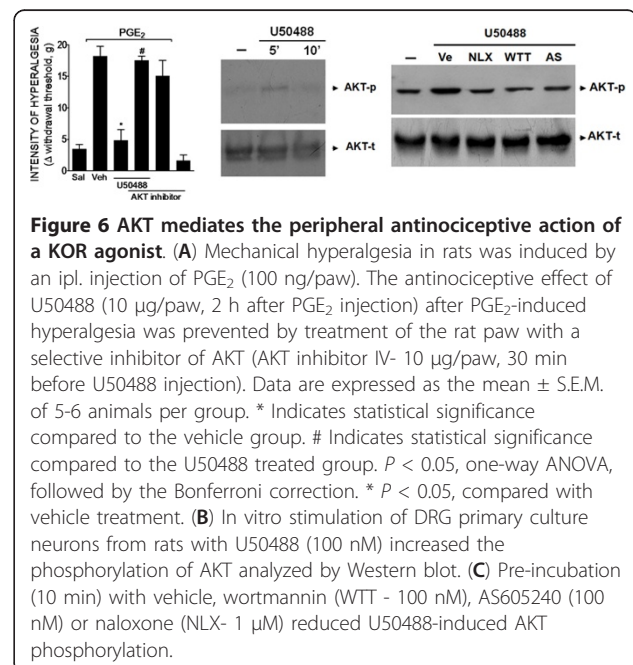 PGE₂
INTENSITY OF HYPERALGESIA
(Δ withdrawal threshold, g)
20
15
10
5
0
#
*
Sal Veh
U50488
AKT inhibitor
U50488
– 5' 10'
AKT-p
AKT-t
U50488
– Ve NLX WTT AS
AKT-p
AKT-t
Figure 6 AKT mediates the peripheral antinociceptive action of
a KOR agonist. (A) Mechanical hyperalgesia in rats was induced by
an ipl. injection of PGE₂ (100 ng/paw). The antinociceptive effect of
U50488 (10 μg/paw, 2 h after PGE₂ injection) after PGE₂-induced
hyperalgesia was prevented by treatment of the rat paw with a
selective inhibitor of AKT (AKT inhibitor IV- 10 μg/paw, 30 min
before U50488 injection). Data are expressed as the mean ± S.E.M.
of 5-6 animals per group. * Indicates statistical significance
compared to the vehicle group. # Indicates statistical significance
compared to the U50488 treated group. P < 0.05, one-way ANOVA,
followed by the Bonferroni correction. * P < 0.05, compared with
vehicle treatment. (B) In vitro stimulation of DRG primary culture
neurons from rats with U50488 (100 nM) increased the
phosphorylation of AKT analyzed by Western blot. (C) Pre-incubation
(10 min) with vehicle, wortmannin (WTT - 100 nM), AS605240 (100
nM) or naloxone (NLX- 1 μM) reduced U50488-induced AKT
phosphorylation.